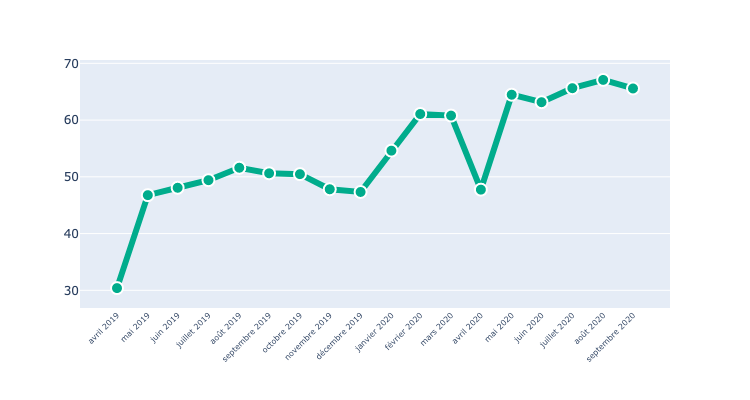 70
60
50
40
30
avril 2019
mai 2019
juin 2019
juillet 2019
août 2019
septembre 2019
octobre 2019
novembre 2019
décembre 2019
janvier 2020
février 2020
mars 2020
avril 2020
mai 2020
juin 2020
juillet 2020
août 2020
septembre 2020